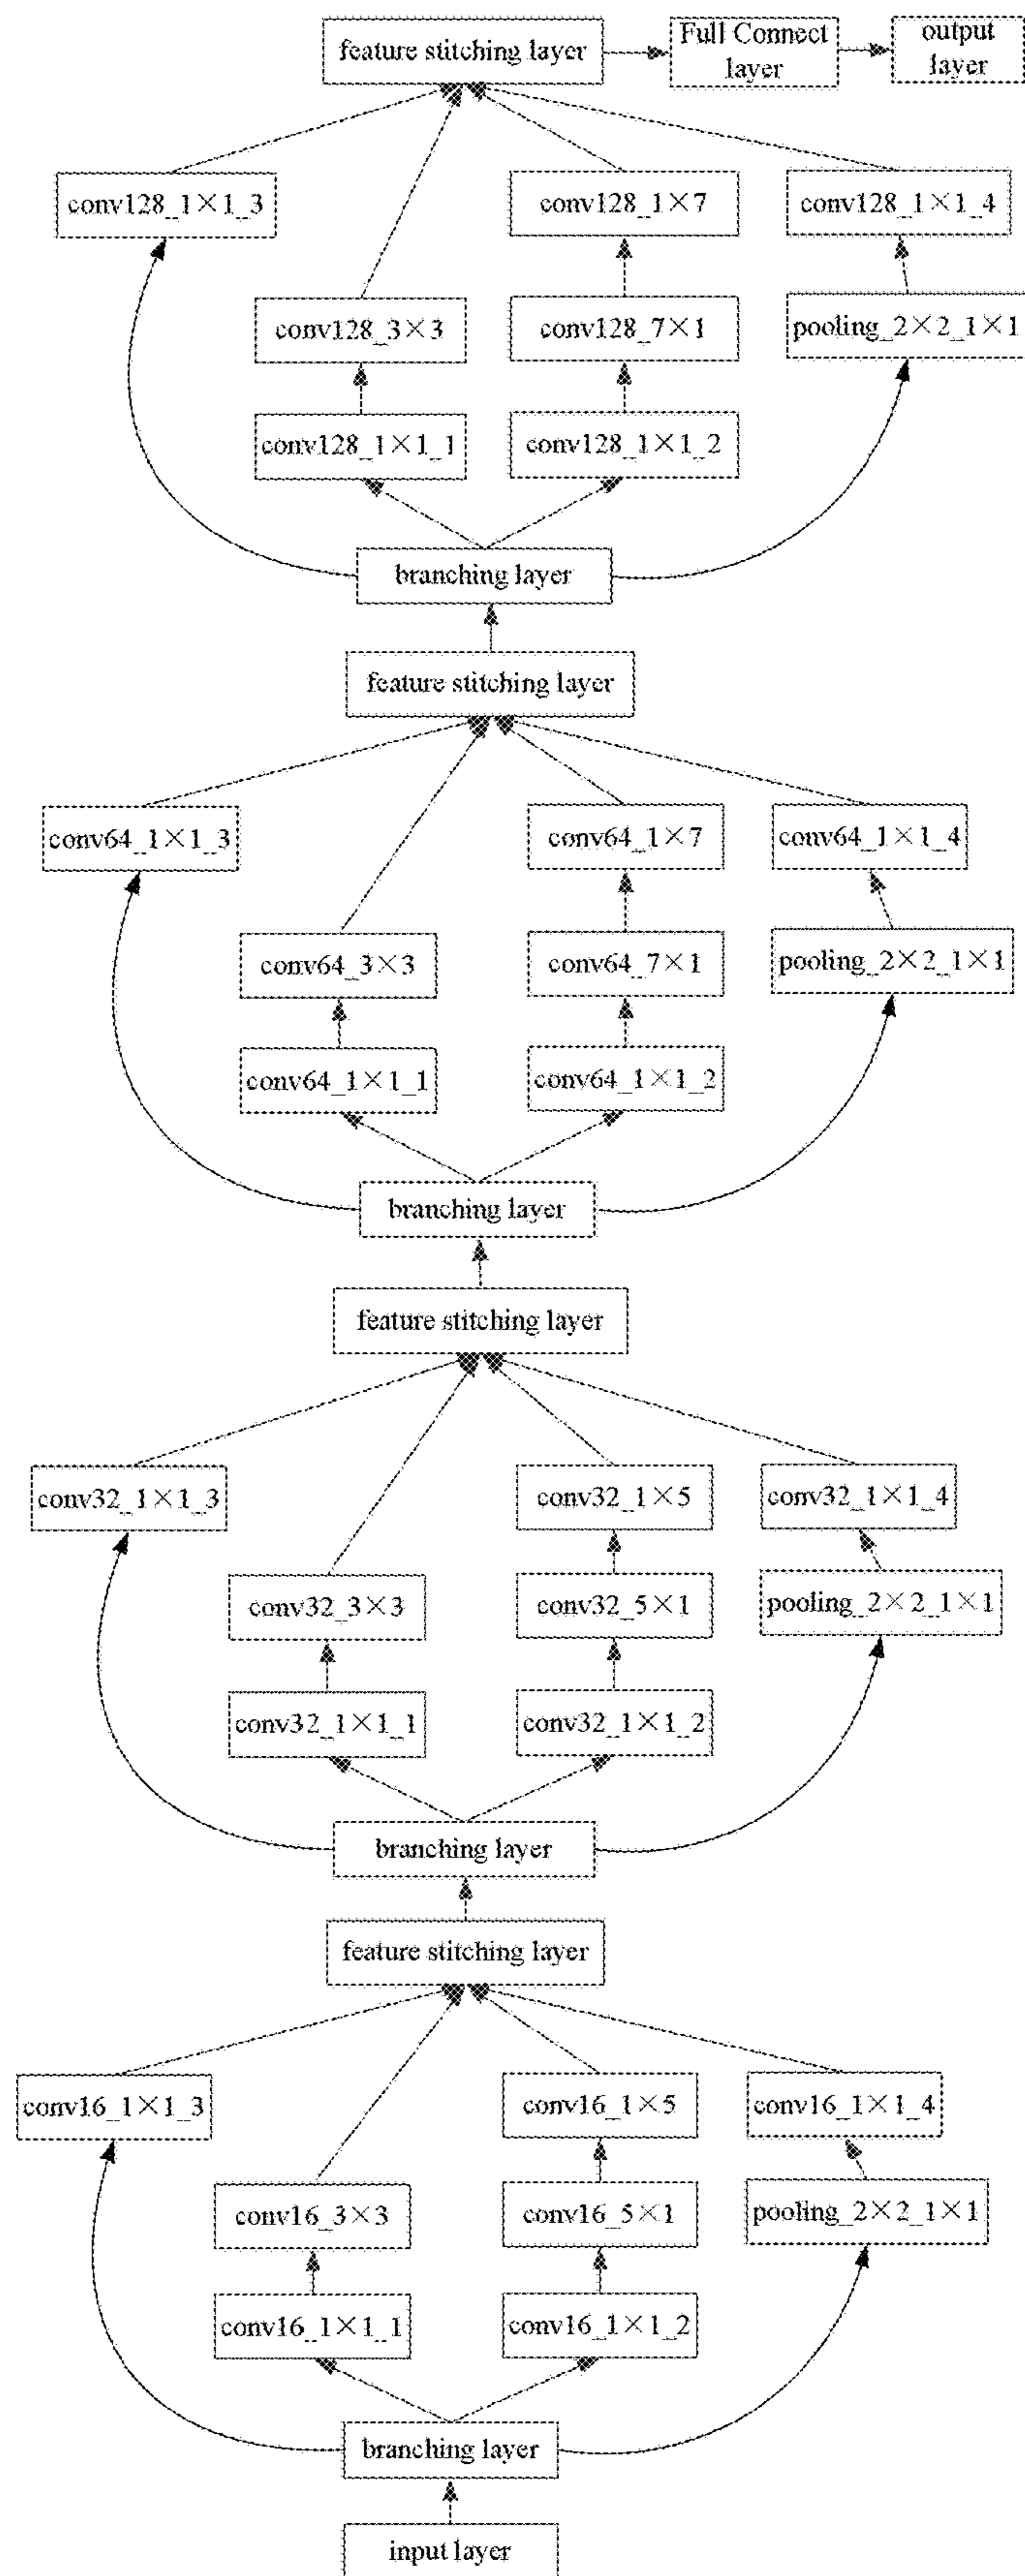 feature stitching layer
Full Connect
layer
output
layer
conv128_1×1_3
conv128_1×7
conv128_1×1_4
conv128_3×3
conv128_7×1
pooling_2×2_1×1
conv128_1×1_1
conv128_1×1_2
branching layer
feature stitching layer
conv64_1×1_3
conv64_1×7
conv64_1×1_4
conv64_3×3
conv64_7×1
pooling_2×2_1×1
conv64_1×1_1
conv64_1×1_2
branching layer
feature stitching layer
conv32_1×1_3
conv32_1×5
conv32_1×1_4
conv32_3×3
conv32_5×1
pooling_2×2_1×1
conv32_1×1_1
conv32_1×1_2
branching layer
feature stitching layer
conv16_1×1_3
conv16_1×5
conv16_1×1_4
conv16_3×3
conv16_5×1
pooling_2×2_1×1
conv16_1×1_1
conv16_1×1_2
branching layer
input layer